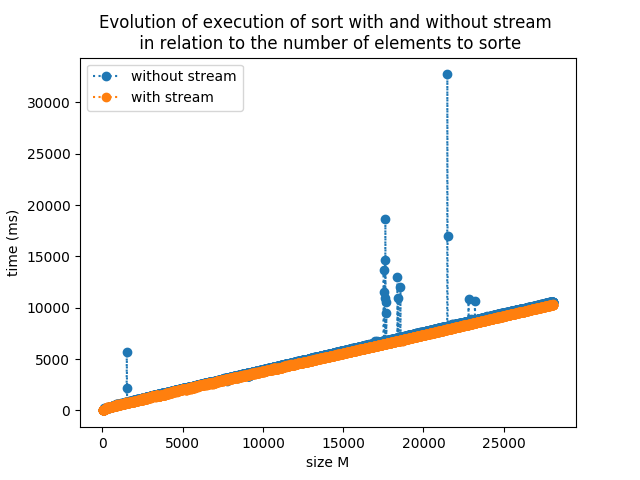 Evolution of execution of sort with and without stream
in relation to the number of elements to sorte
without stream
with stream
30000
25000
20000
15000
10000
5000
0
time (ms)
0 5000 10000 15000 20000 25000
size M